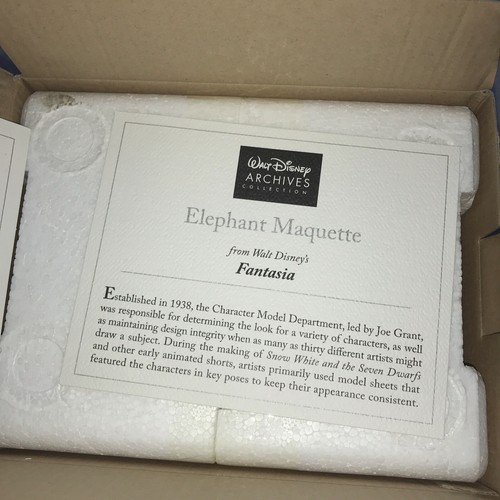 Walt Disney
ARCHIVES
COLLECTION
Elephant Maquette
from Walt Disney's
Fantasia
Established in 1938, the Character Model Department, led by Joe Grant,
was responsible for determining the look for a variety of characters, as well
as maintaining design integrity when as many as thirty different artists might
draw a subject. During the making of Snow White and the Seven Dwarfs
and other early animated shorts, artists primarily used model sheets that
featured the characters in key poses to keep their appearance consistent.